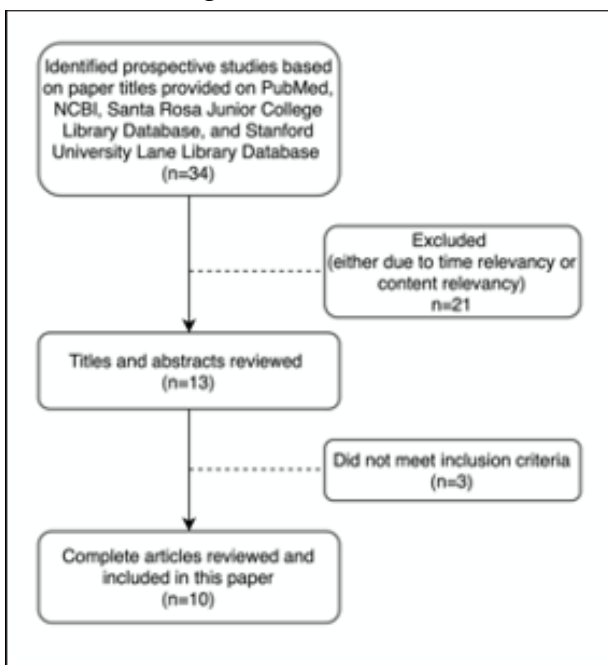 Identified prospective studies based
on paper titles provided on PubMed,
NCBI, Santa Rosa Junior College
Library Database, and Stanford
University Lane Library Database
(n=34)
Excluded
(either due to time relevancy or
content relevancy)
n=21
Titles and abstracts reviewed
(n=13)
Did not meet inclusion criteria
(n=3)
Complete articles reviewed and
included in this paper
(n=10)